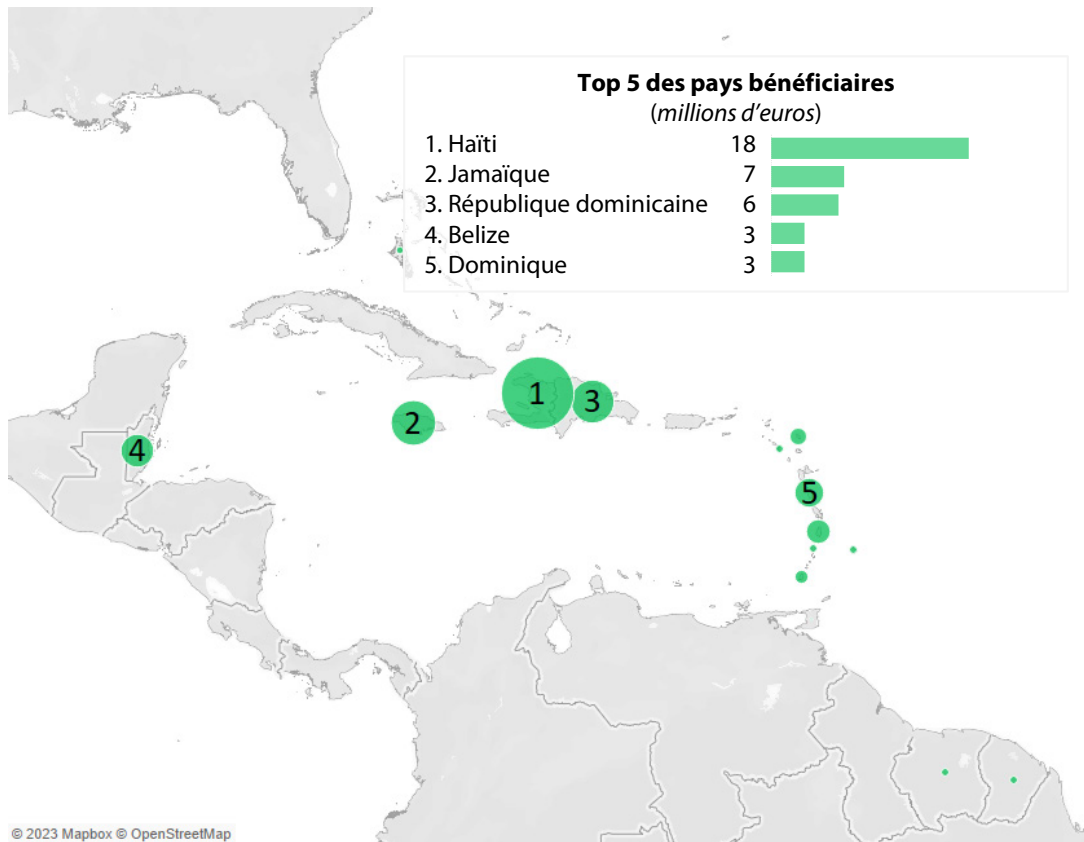 Top 5 des pays bénéficiaires
(millions d'euros)
1. Haïti 18
2. Jamaïque 7
3. République dominicaine 6
4. Belize 3
5. Dominique 3
1
3
2
4
5
© 2023 Mapbox © OpenStreetMap